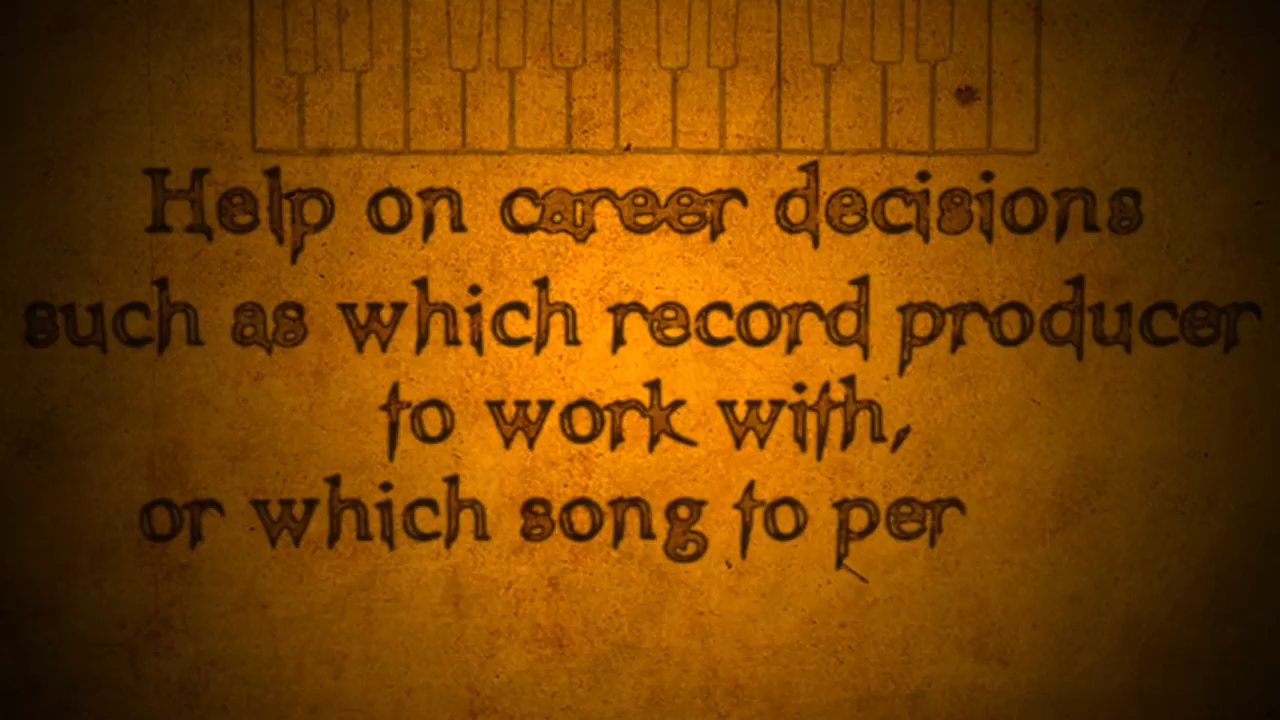 Help on career decisions
such as which record producer
to work with,
or which song to per